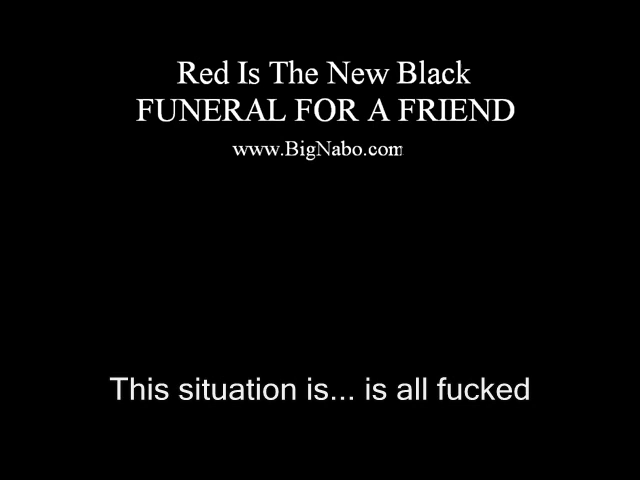 Red Is The New Black
FUNERAL FOR A FRIEND
www.BigNabo.com
This situation is... is all fucked